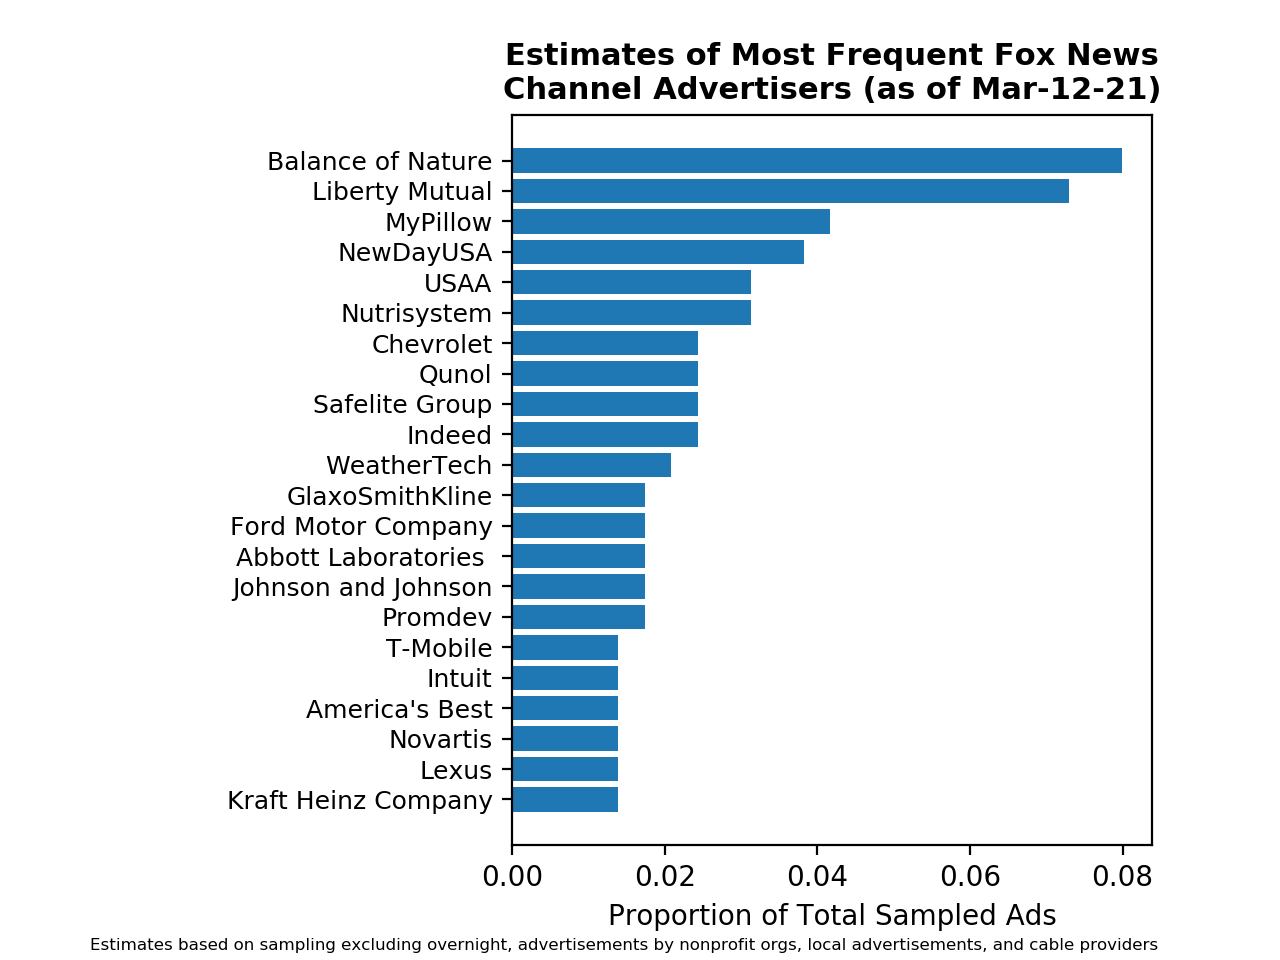 Estimates of Most Frequent Fox News
Channel Advertisers (as of Mar-12-21)
Balance of Nature
Liberty Mutual
MyPillow
NewDayUSA
USAA
Nutrisystem
Chevrolet
Qunol
Safelite Group
Indeed
WeatherTech
GlaxoSmithKline
Ford Motor Company
Abbott Laboratories
Johnson and Johnson
Promdev
T-Mobile
Intuit
America's Best
Novartis
Lexus
Kraft Heinz Company
0.00 0.02 0.04 0.06 0.08
Proportion of Total Sampled Ads
Estimates based on sampling excluding overnight, advertisements by nonprofit orgs, local advertisements, and cable providers